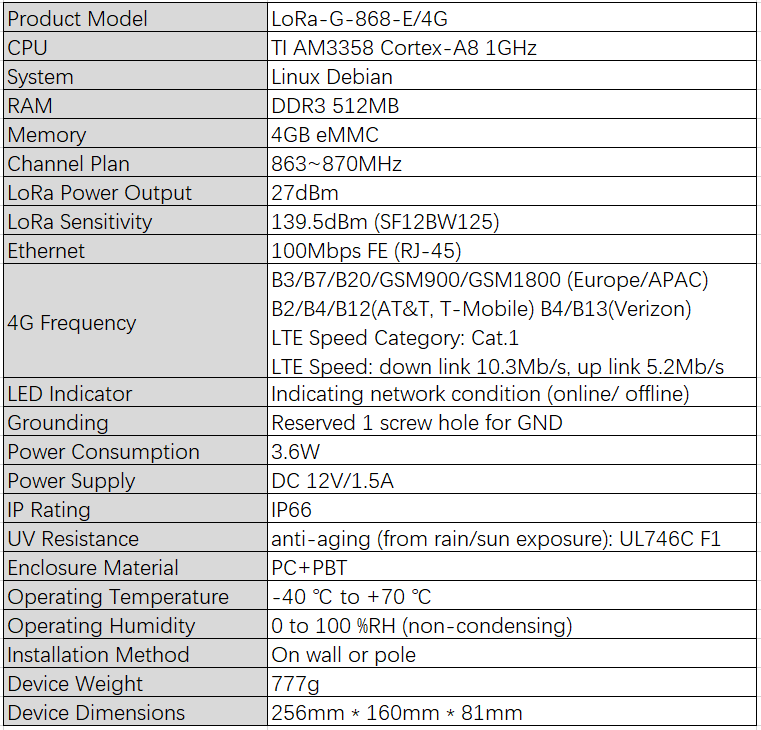 Product Model LoRa-G-868-E/4G
CPU TI AM3358 Cortex-A8 1GHz
System Linux Debian
RAM DDR3 512MB
Memory 4GB eMMC
Channel Plan 863~870MHz
LoRa Power Output 27dBm
LoRa Sensitivity 139.5dBm (SF12BW125)
Ethernet 100Mbps FE (RJ-45)
4G Frequency
B3/B7/B20/GSM900/GSM1800 (Europe/APAC)
B2/B4/B12(AT&T, T-Mobile) B4/B13(Verizon)
LTE Speed Category: Cat.1
LTE Speed: down link 10.3Mb/s, up link 5.2Mb/s
LED Indicator Indicating network condition (online/ offline)
Grounding Reserved 1 screw hole for GND
Power Consumption 3.6W
Power Supply DC 12V/1.5A
IP Rating IP66
UV Resistance anti-aging (from rain/sun exposure): UL746C F1
Enclosure Material PC+PBT
Operating Temperature -40 ℃ to +70 ℃
Operating Humidity 0 to 100 %RH (non-condensing)
Installation Method On wall or pole
Device Weight 777g
Device Dimensions 256mm * 160mm * 81mm